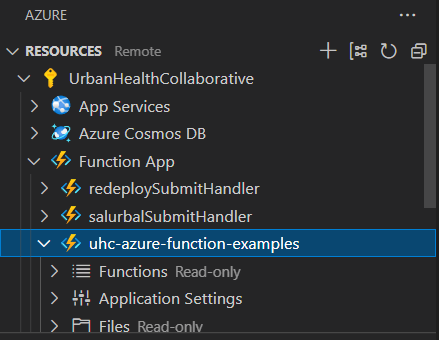 AZURE
RESOURCES Remote
UrbanHealthCollaborative
App Services
Azure Cosmos DB
Function App
redeploySubmitHandler
salurbalSubmitHandler
uhc-azure-function-examples
Functions Read-only
Application Settings
Files Read-only